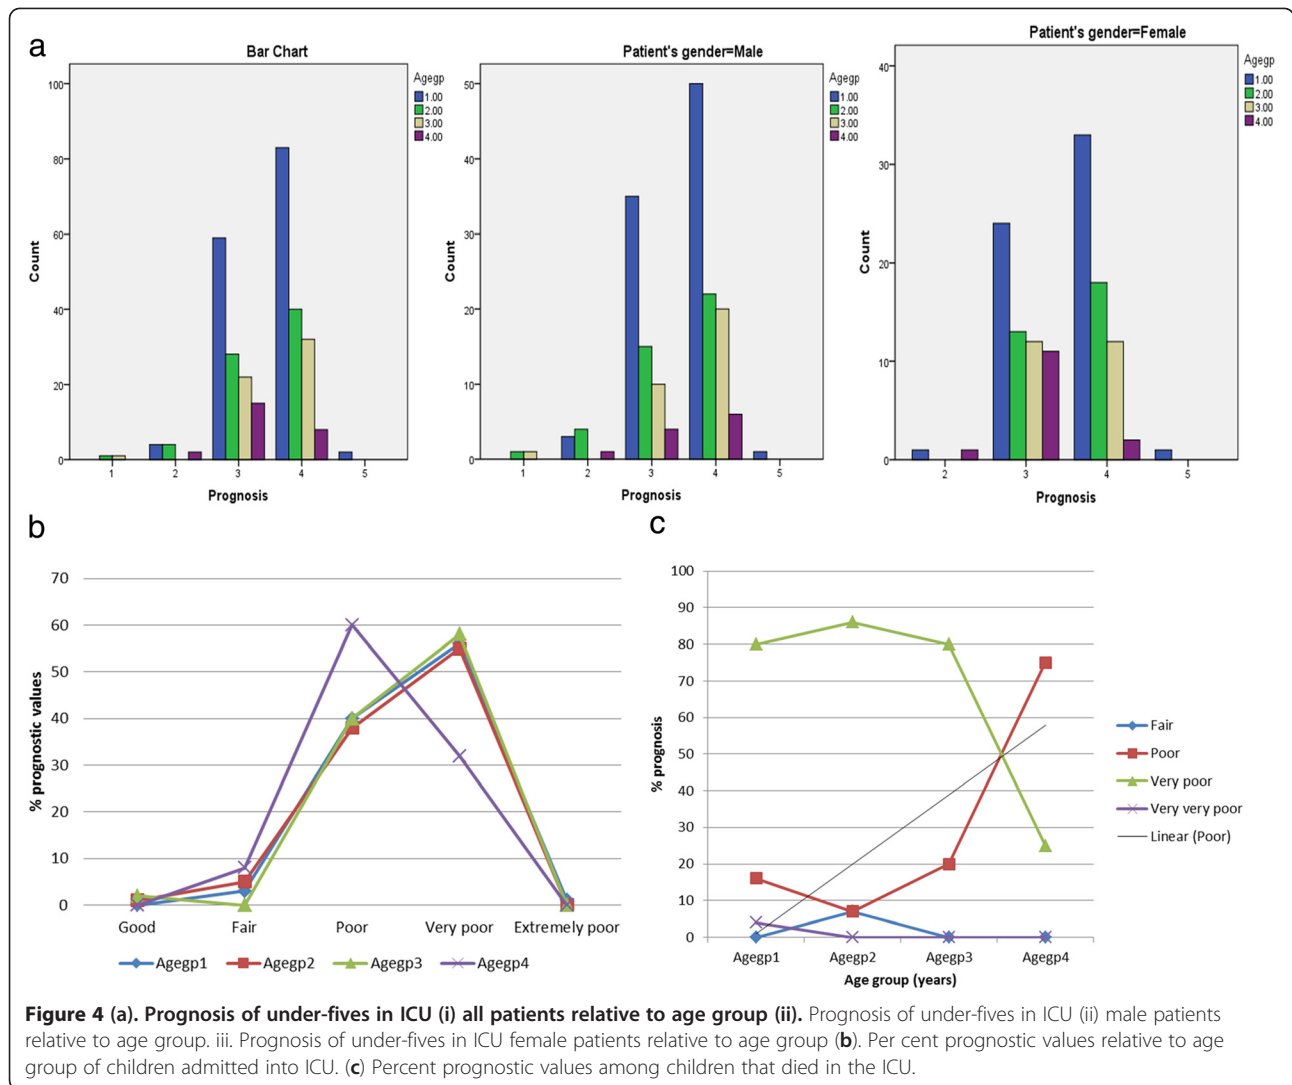 a
Bar Chart
Count
100
80
60
40
20
0
1 2 3 4 5
Prognosis
Agegp
1.00
2.00
3.00
4.00
Patient's gender=Male
Count
50
40
30
20
10
0
1 2 3 4 5
Prognosis
Agegp
1.00
2.00
3.00
4.00
Patient's gender=Female
Count
40
30
20
10
0
2 3 4 5
Prognosis
Agegp
1.00
2.00
3.00
4.00
b
% prognostic values
70
60
50
40
30
20
10
0
Good Fair Poor Very poor Extremely poor
Agegp1 Agegp2 Agegp3 Agegp4
c
% prognosis
100
90
80
70
60
50
40
30
20
10
0
Agegp1 Agegp2 Agegp3 Agegp4
Age group (years)
Fair
Poor
Very poor
Very very poor
Linear (Poor)
Figure 4 (a). Prognosis of under-fives in ICU (i) all patients relative to age group (ii). Prognosis of under-fives in ICU (ii) male patients
relative to age group. iii. Prognosis of under-fives in ICU female patients relative to age group (b). Per cent prognostic values relative to age
group of children admitted into ICU. (c) Percent prognostic values among children that died in the ICU.